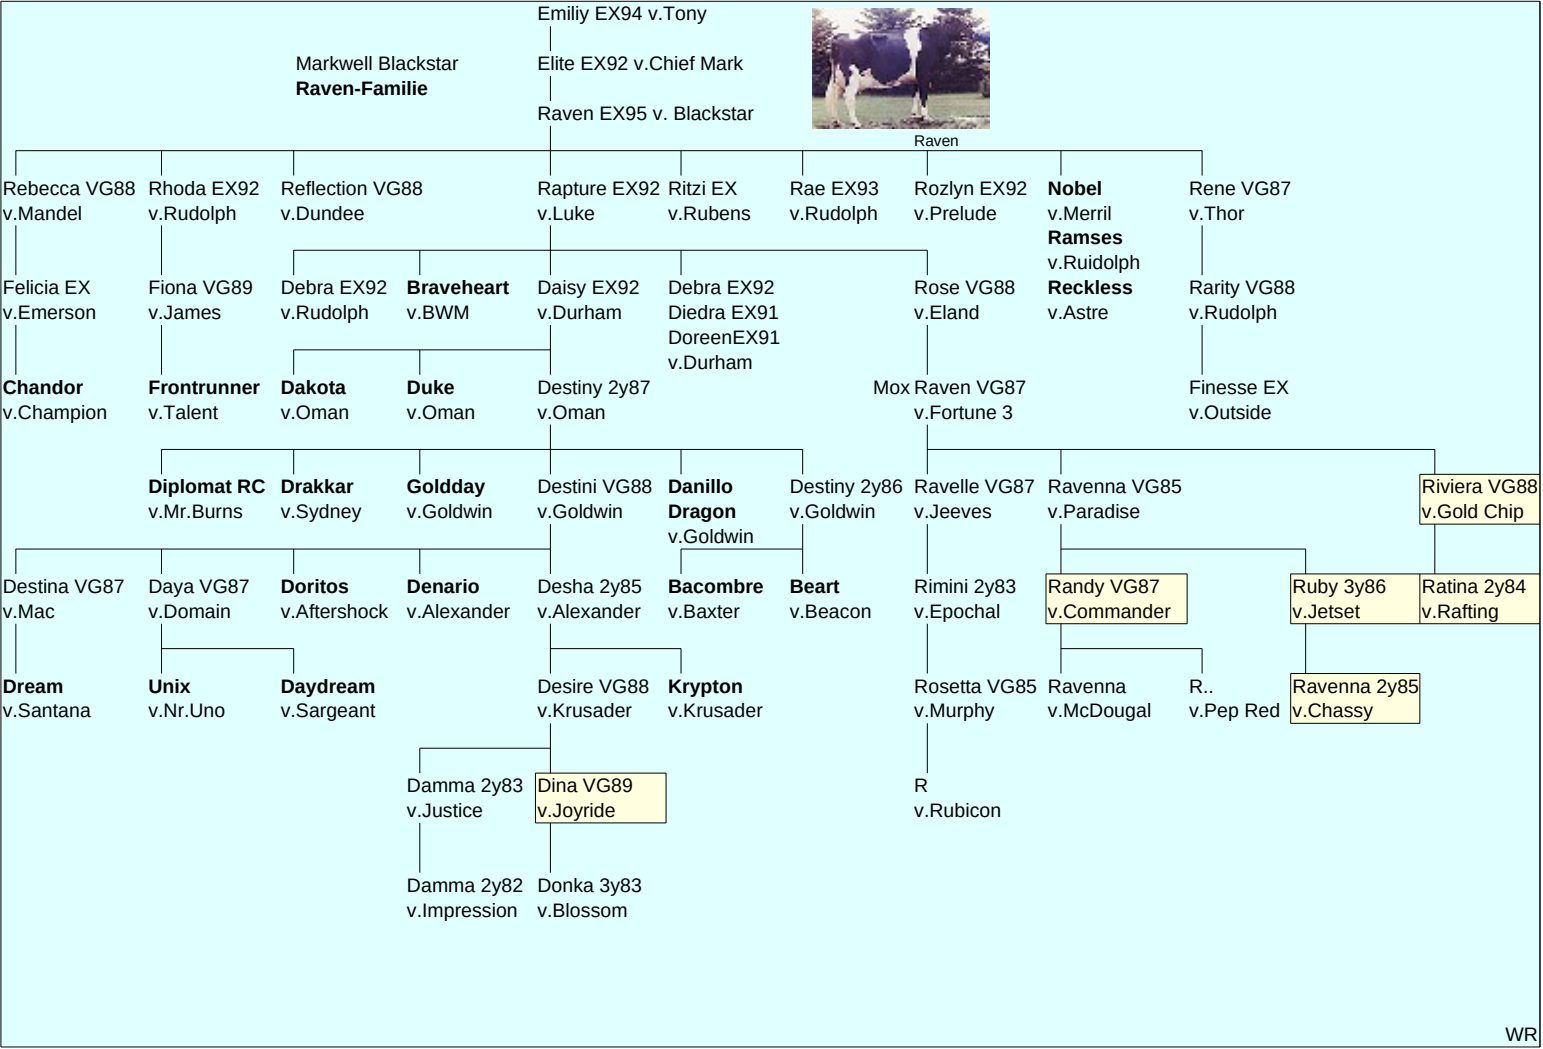 Emiliy EX94 v.Tony
Markwell Blackstar
Raven-Familie
Elite EX92 v.Chief Mark
Raven EX95 v. Blackstar
Raven
Rebecca VG88
v.Mandel
Rhoda EX92
v.Rudolph
Reflection VG88
v.Dundee
Rapture EX92
v.Luke
Ritzi EX
v.Rubens
Rae EX93
v.Rudolph
Rozlyn EX92
v.Prelude
Nobel
v.Merril
Ramses
v.Ruidolph
Reckless
v.Astre
Rene VG87
v.Thor
Felicia EX
v.Emerson
Fiona VG89
v.James
Debra EX92
v.Rudolph
Braveheart
v.BWM
Daisy EX92
v.Durham
Debra EX92
Diedra EX91
DoreenEX91
v.Durham
Rose VG88
v.Eland
Rarity VG88
v.Rudolph
Chandor
v.Champion
Frontrunner
v.Talent
Dakota
v.Oman
Duke
v.Oman
Destiny 2y87
v.Oman
Mox Raven VG87
v.Fortune 3
Finesse EX
v.Outside
Diplomat RC
v.Mr.Burns
Drakkar
v.Sydney
Goldday
v.Goldwin
Destini VG88
v.Goldwin
Danillo
Dragon
v.Goldwin
Destiny 2y86
v.Goldwin
Ravelle VG87
v.Jeeves
Ravenna VG85
v.Paradise
Riviera VG88
v.Gold Chip
Destina VG87
v.Mac
Daya VG87
v.Domain
Doritos
v.Aftershock
Denario
v.Alexander
Desha 2y85
v.Alexander
Bacombre
v.Baxter
Beart
v.Beacon
Rimini 2y83
v.Epochal
Randy VG87
v.Commander
Ruby 3y86
v.Jetset
Ratina 2y84
v.Rafting
Dream
v.Santana
Unix
v.Nr.Uno
Daydream
v.Sargeant
Desire VG88
v.Krusader
Krypton
v.Krusader
Rosetta VG85
v.Murphy
Ravenna
v.McDougal
R..
v.Pep Red
Ravenna 2y85
v.Chassy
Damma 2y83
v.Justice
Dina VG89
v.Joyride
R
v.Rubicon
Damma 2y82
v.Impression
Donka 3y83
v.Blossom
WR